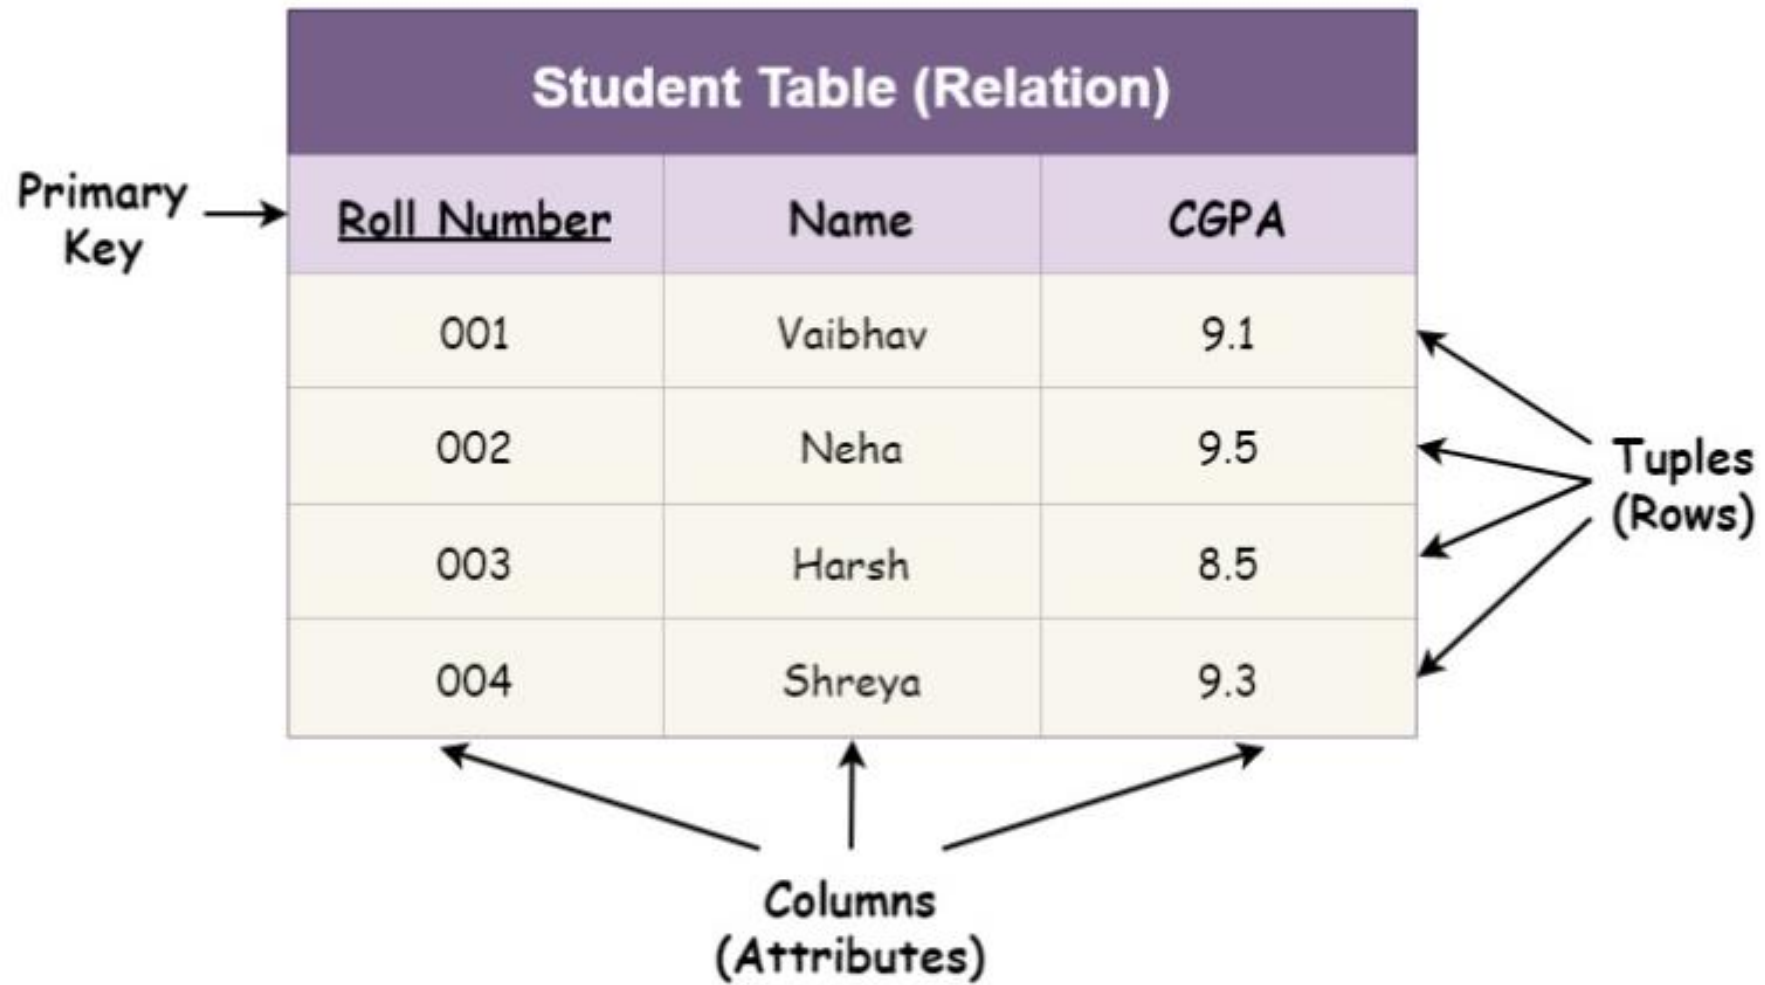 Student Table (Relation)
Primary
Key
Roll Number Name CGPA
001 Vaibhav 9.1
002 Neha 9.5
003 Harsh 8.5
004 Shreya 9.3
Tuples
(Rows)
Columns
(Attributes)